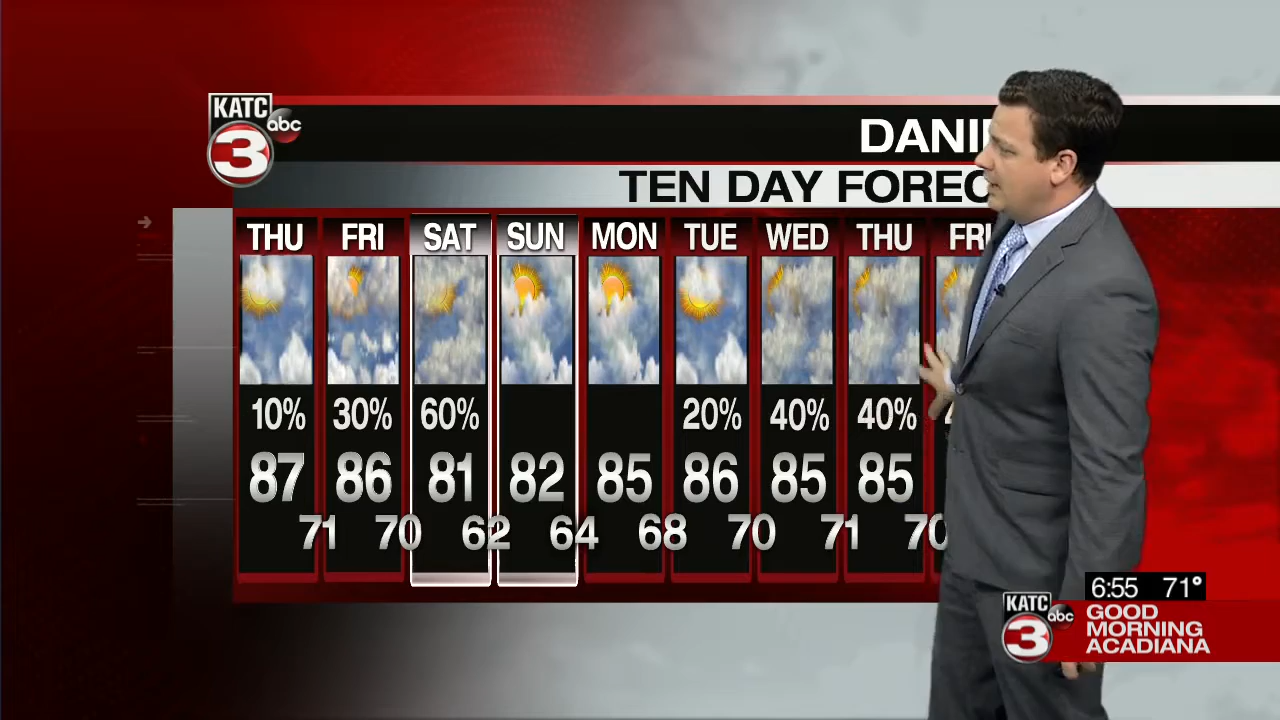 KATC
abc
3
DANI
TEN DAY FOREC
THU FRI SAT SUN MON TUE WED THU FRI
10% 30% 60% 20% 40% 40%
87 86 81 82 85 86 85 85
71 70 62 64 68 70 71 70
6:55 71°
KATC
abc
3
GOOD
MORNING
ACADIANA